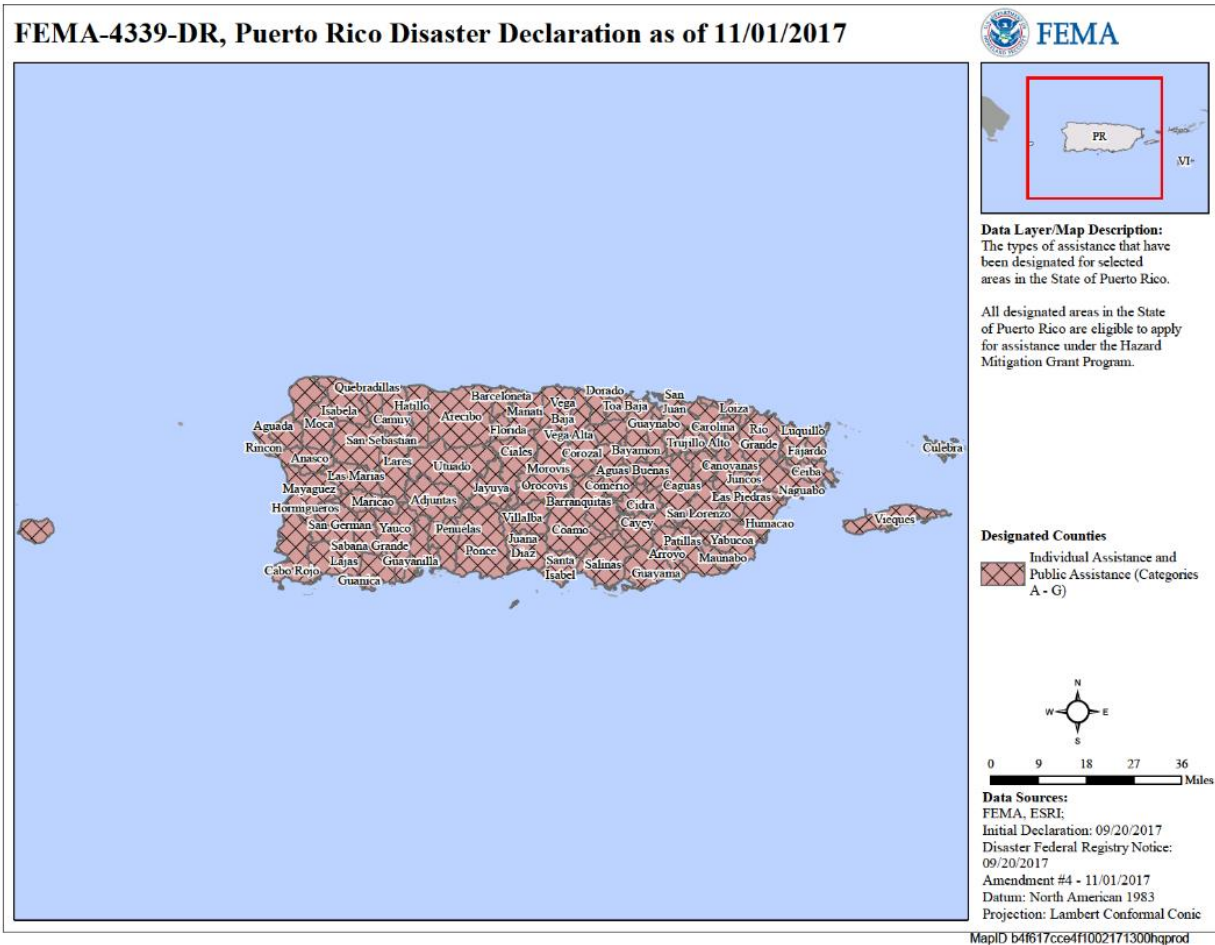 FEMA-4339-DR, Puerto Rico Disaster Declaration as of 11/01/2017
FEMA
PR
VI
Data Layer/Map Description:
The types of assistance that have
been designated for selected
areas in the State of Puerto Rico.
All designated areas in the State
of Puerto Rico are eligible to apply
for assistance under the Hazard
Mitigation Grant Program.
Quebradillas
Isabela
Hatillo
Camuy
Arecibo
Barceloneta
Manati
Vega
Baja
Dorado
Toa Baja
San
Juan
Loiza
Aguada
Moca
Florida
Vega Alta
Guaynabo
Carolina
Rio
Grande
Luquillo
Rincon
San Sebastian
Ciales
Corozal
Bayamon
Trujillo Alto
Fajardo
Culebra
Anasco
Lares
Utuado
Morovis
Aguas Buenas
Canovanas
Ceiba
Las Marias
Jayuya
Orocovis
Comerio
Caguas
Juncos
Naguabo
Mayaguez
Maricao
Adjuntas
Barranquitas
Cidra
Las Piedras
Hormigueros
Villalba
San Lorenzo
Vieques
San German
Yauco
Penuelas
Coamo
Cayey
Humacao
Sabana Grande
Juana
Diaz
Patillas
Yabucoa
Lajas
Guayanilla
Ponce
Santa
Isabel
Salinas
Arroyo
Maunabo
Cabo Rojo
Guanica
Guayama
Designated Counties
Individual Assistance and
Public Assistance (Categories
A - G)
N
W
E
S
0 9 18 27 36
Miles
Data Sources:
FEMA, ESRI;
Initial Declaration: 09/20/2017
Disaster Federal Registry Notice:
09/20/2017
Amendment #4 - 11/01/2017
Datum: North American 1983
Projection: Lambert Conformal Conic
MapID b4f617cce4f1002171300hqprod